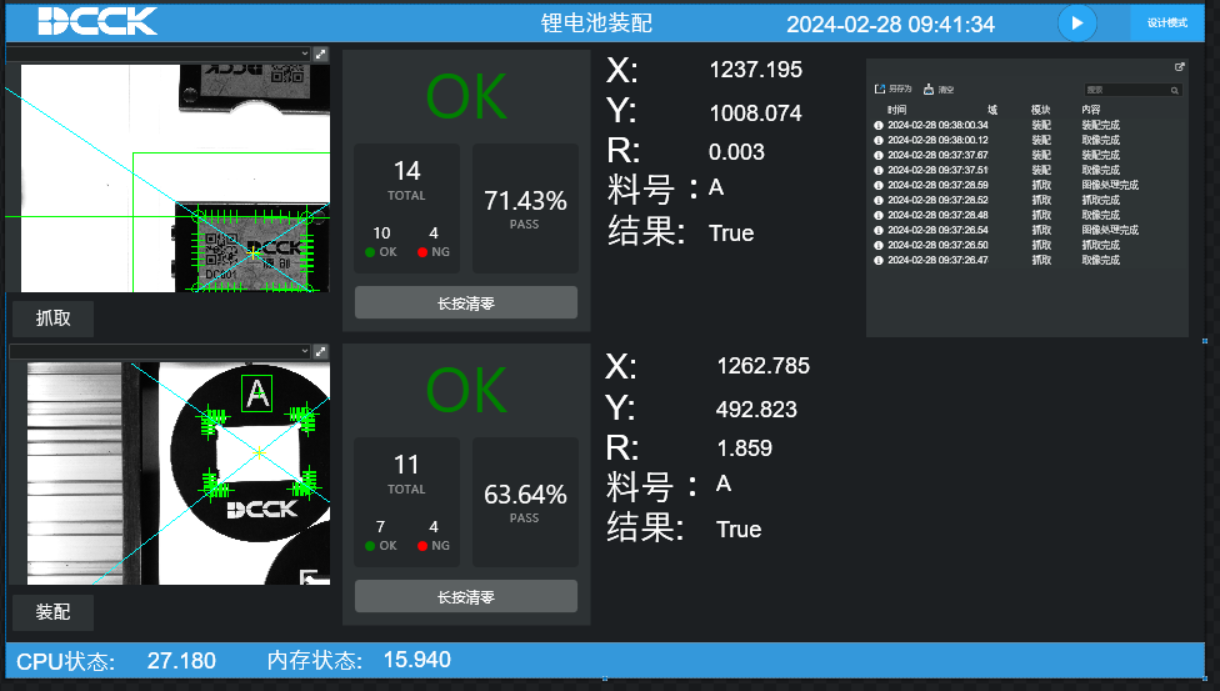 DCCK 锂电池装配 2024-02-28 09:41:34 设计模式
DCCK
DCCK
DC001
抓取
OK
14
TOTAL
10 4
OK NG
71.43%
PASS
长按清零
X: 1237.195
Y: 1008.074
R: 0.003
料号： A
结果: True
另存为 清空 搜索
时间 域 模块 内容
2024-02-28 09:38:00.34 装配 装配完成
2024-02-28 09:38:00.12 装配 取像完成
2024-02-28 09:37:37.67 装配 装配完成
2024-02-28 09:37:37.51 装配 取像完成
2024-02-28 09:37:28.59 抓取 图像处理完成
2024-02-28 09:37:28.52 抓取 抓取完成
2024-02-28 09:37:28.48 抓取 取像完成
2024-02-28 09:37:26.54 抓取 图像处理完成
2024-02-28 09:37:26.50 抓取 抓取完成
2024-02-28 09:37:26.47 抓取 取像完成
A
DCCK
装配
OK
11
TOTAL
7 4
OK NG
63.64%
PASS
长按清零
X: 1262.785
Y: 492.823
R: 1.859
料号： A
结果: True
CPU状态: 27.180 内存状态: 15.940